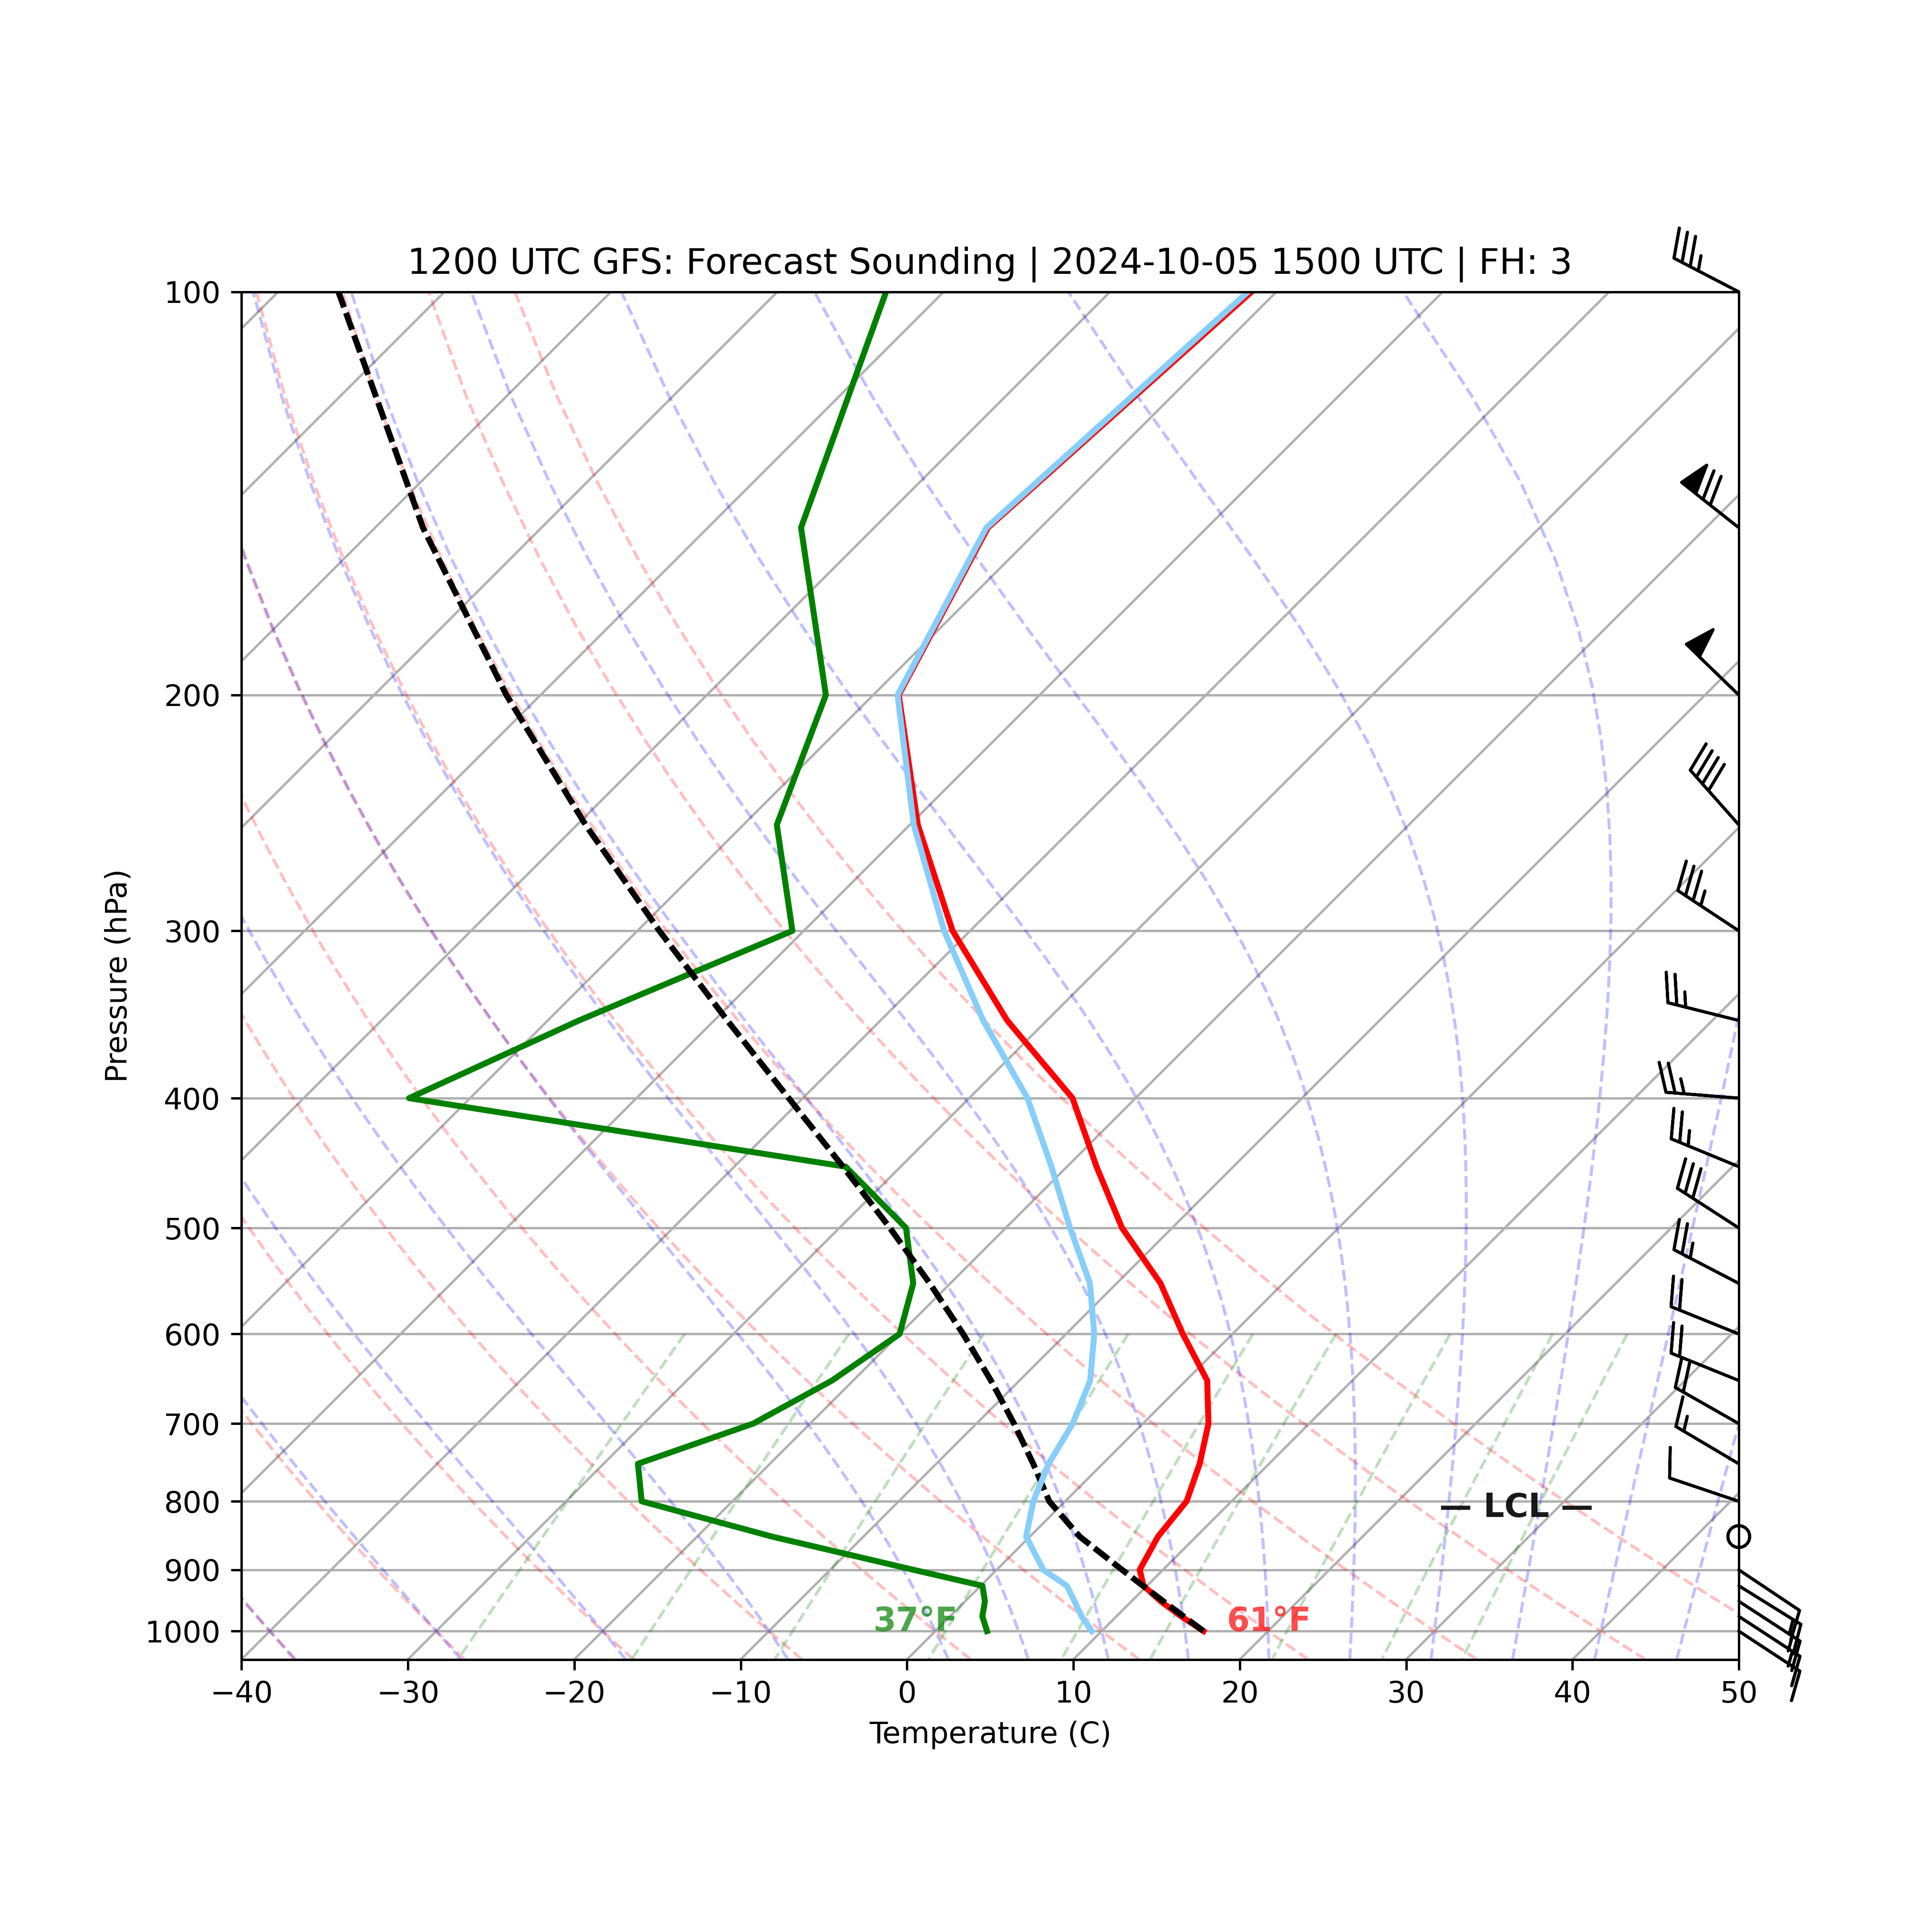 1200 UTC GFS: Forecast Sounding | 2024-10-05 1500 UTC | FH: 3
100
200
300
400
500
600
700
800
900
1000
Pressure (hPa)
— LCL —
37°F
61°F
−40 −30 −20 −10 0 10 20 30 40 50
Temperature (C)